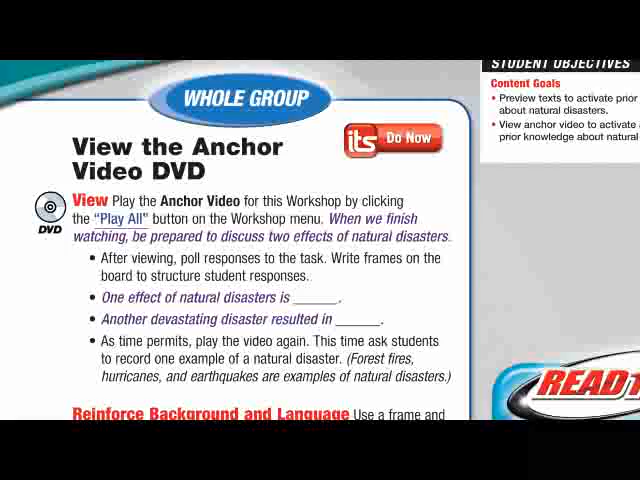 STUDENT OBJECTIVES
Content Goals
• Preview texts to activate prior
about natural disasters.
• View anchor video to activate
prior knowledge about natural
WHOLE GROUP
View the Anchor
Video DVD
its Do Now
DVD
View Play the Anchor Video for this Workshop by clicking
the “Play All” button on the Workshop menu. When we finish
watching, be prepared to discuss two effects of natural disasters.
• After viewing, poll responses to the task. Write frames on the
board to structure student responses.
• One effect of natural disasters is ______.
• Another devastating disaster resulted in ______.
• As time permits, play the video again. This time ask students
to record one example of a natural disaster. (Forest fires,
hurricanes, and earthquakes are examples of natural disasters.)
Reinforce Background and Language Use a frame and
READ